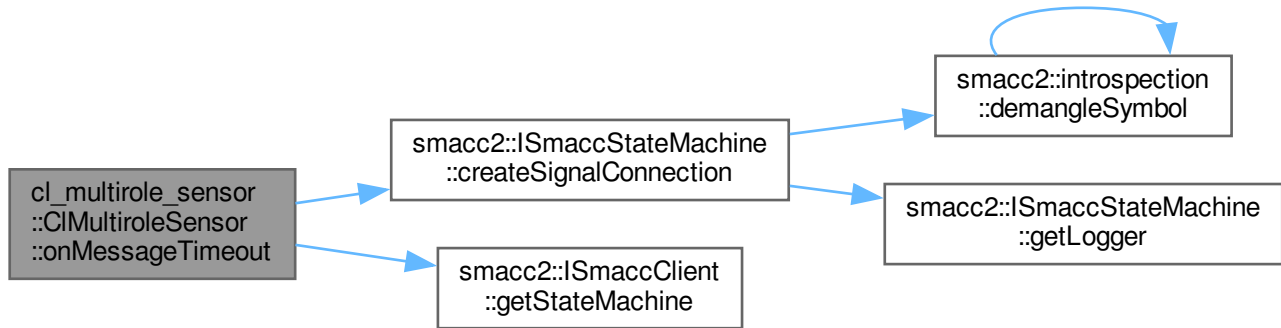 cl_multirole_sensor
::ClMultiroleSensor
::onMessageTimeout
smacc2::ISmaccStateMachine
::createSignalConnection
smacc2::introspection
::demangleSymbol
smacc2::ISmaccStateMachine
::getLogger
smacc2::ISmaccClient
::getStateMachine